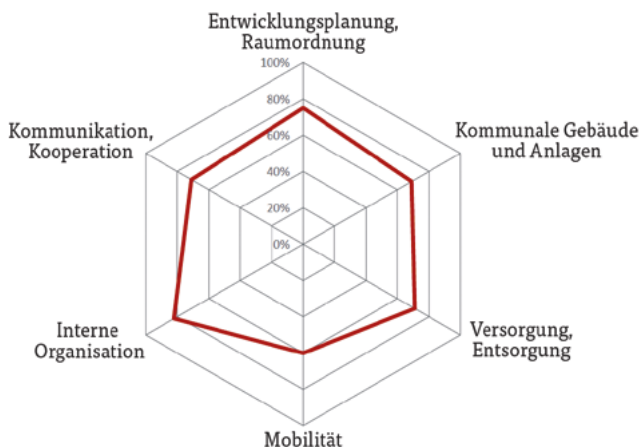 Entwicklungsplanung,
Raumordnung
100%
80%
60%
40%
20%
0%
Kommunale Gebäude
und Anlagen
Versorgung,
Entsorgung
Mobilität
Interne
Organisation
Kommunikation,
Kooperation